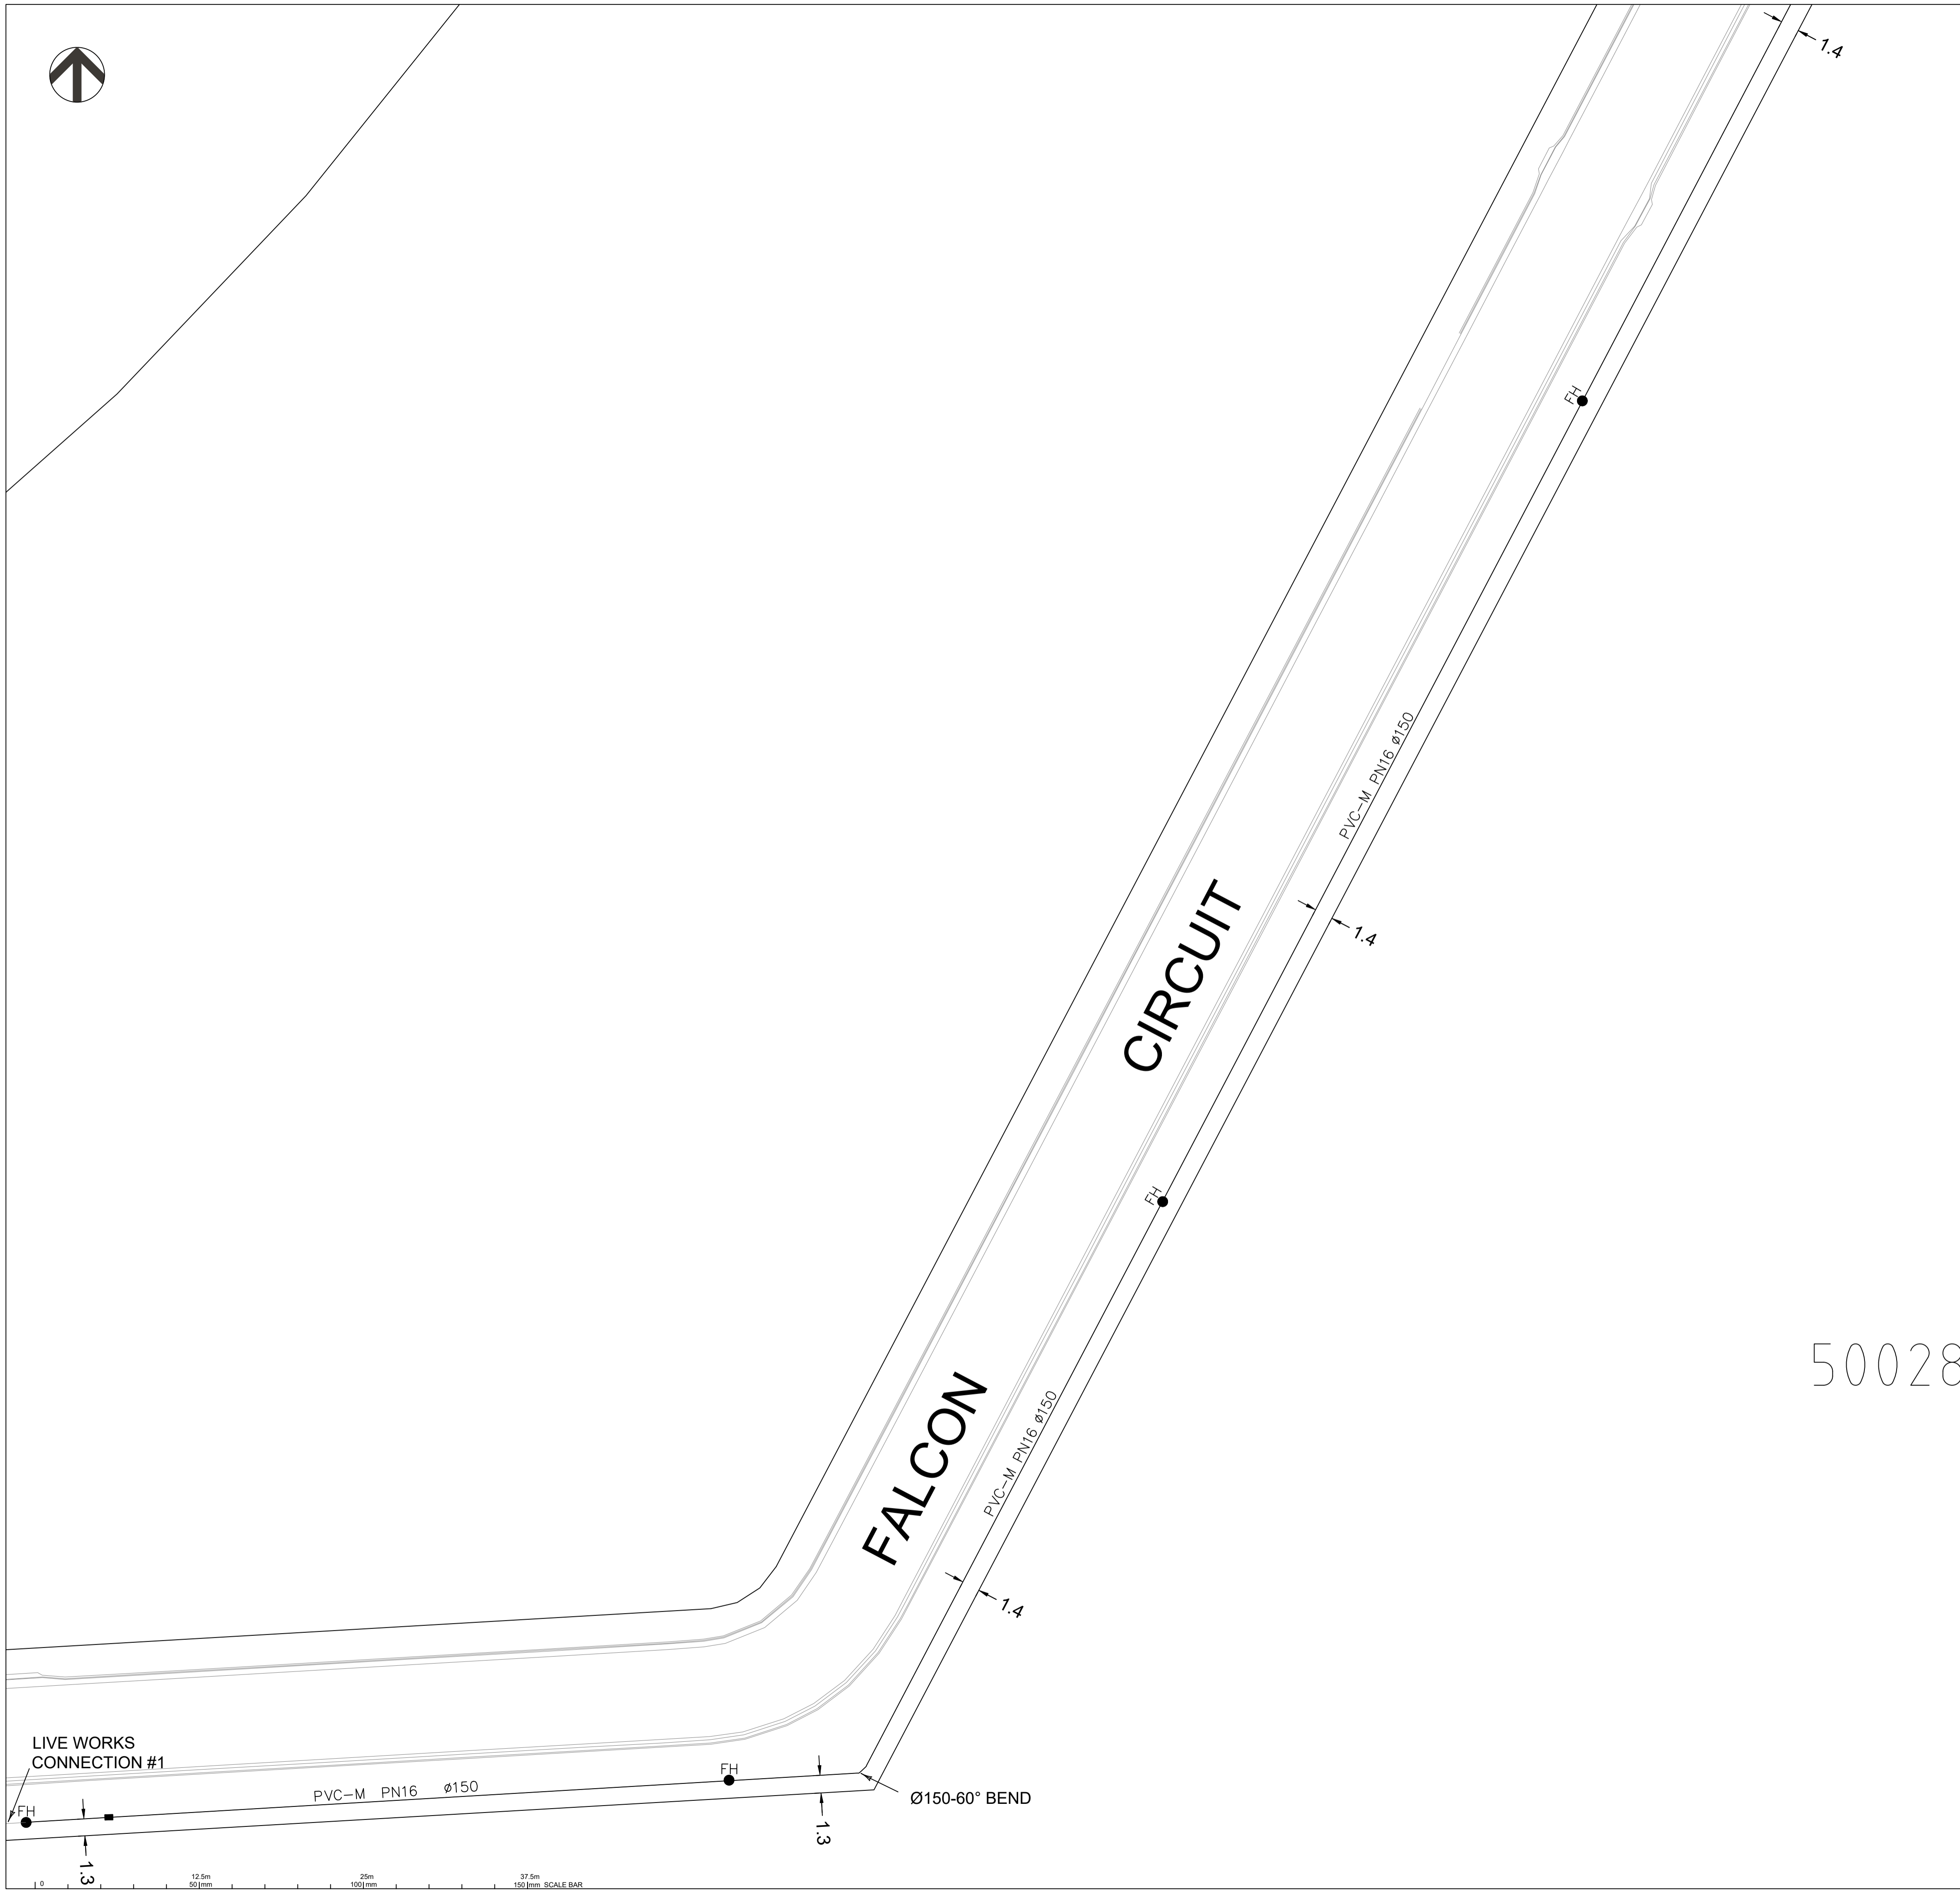 1.4
FH
PVC-M PN16 Ø150
1.4
CIRCUIT
FH
50028
FALCON
PVC-M PN16 Ø150
1.4
LIVE WORKS
CONNECTION #1
FH
PVC-M PN16 Ø150
FH
Ø150-60° BEND
1.3
1.3
0 12.5m 25m 37.5m
50 mm 100 mm 150 mm SCALE BAR